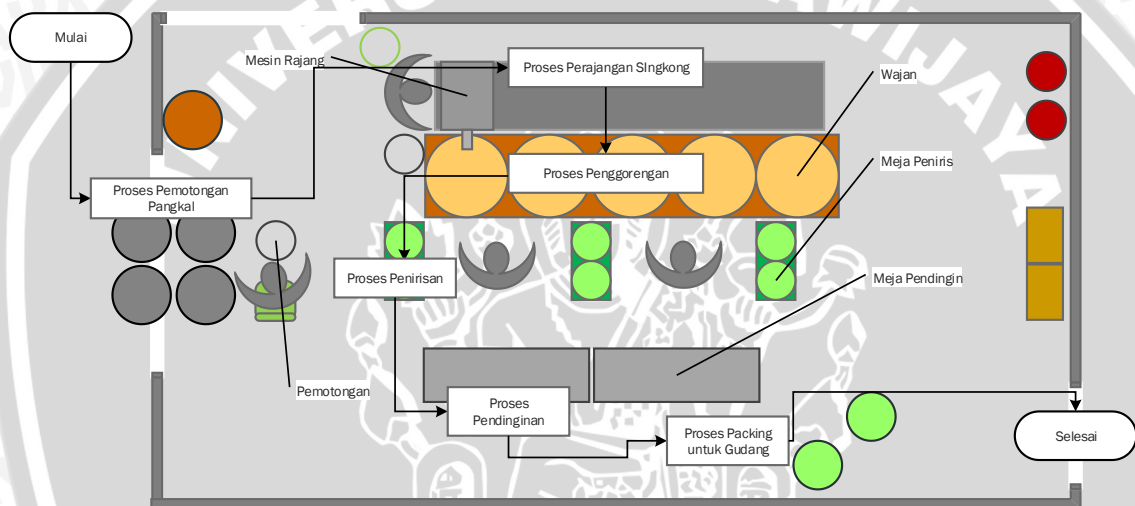 Mulai
Mesin Rajang
Proses Perajangan SIngkong
Wajan
Proses Penggorengan
Meja Peniris
Proses Pemotongan
Pangkal
Proses Penirisan
Meja Pendingin
Pemotongan
Proses
Pendinginan
Proses Packing
untuk Gudang
Selesai